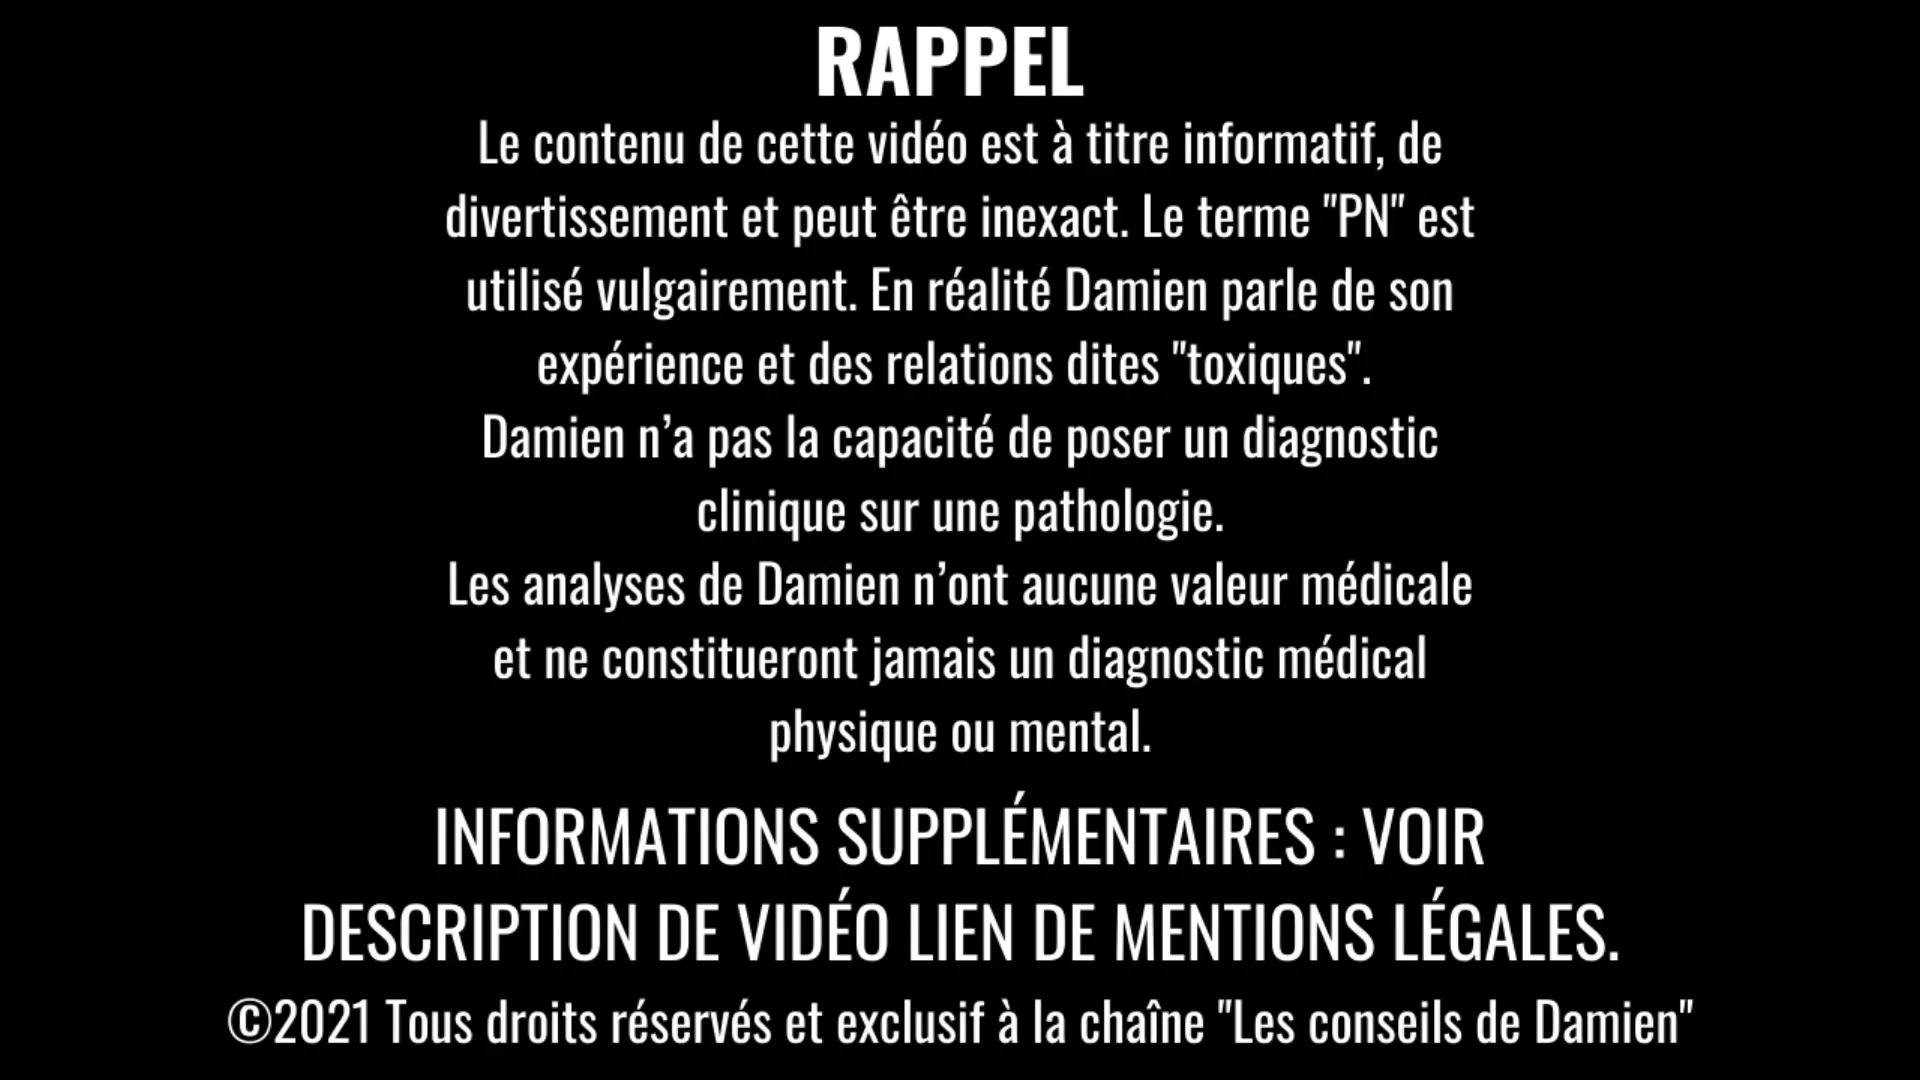 RAPPEL
Le contenu de cette vidéo est à titre informatif, de
divertissement et peut être inexact. Le terme "PN" est
utilisé vulgairement. En réalité Damien parle de son
expérience et des relations dites "toxiques".
Damien n’a pas la capacité de poser un diagnostic
clinique sur une pathologie.
Les analyses de Damien n’ont aucune valeur médicale
et ne constitueront jamais un diagnostic médical
physique ou mental.
INFORMATIONS SUPPLÉMENTAIRES : VOIR
DESCRIPTION DE VIDÉO LIEN DE MENTIONS LÉGALES.
©2021 Tous droits réservés et exclusif à la chaîne "Les conseils de Damien"